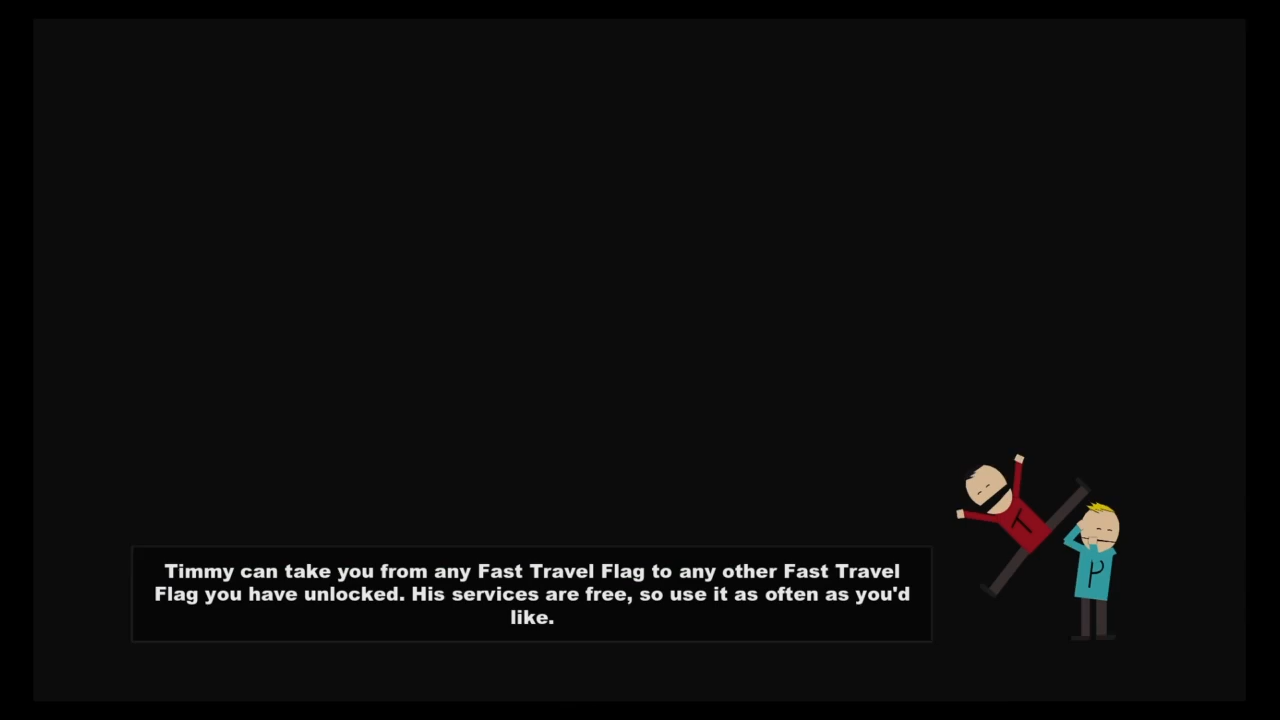 Timmy can take you from any Fast Travel Flag to any other Fast Travel
Flag you have unlocked. His services are free, so use it as often as you'd
like.
T
P